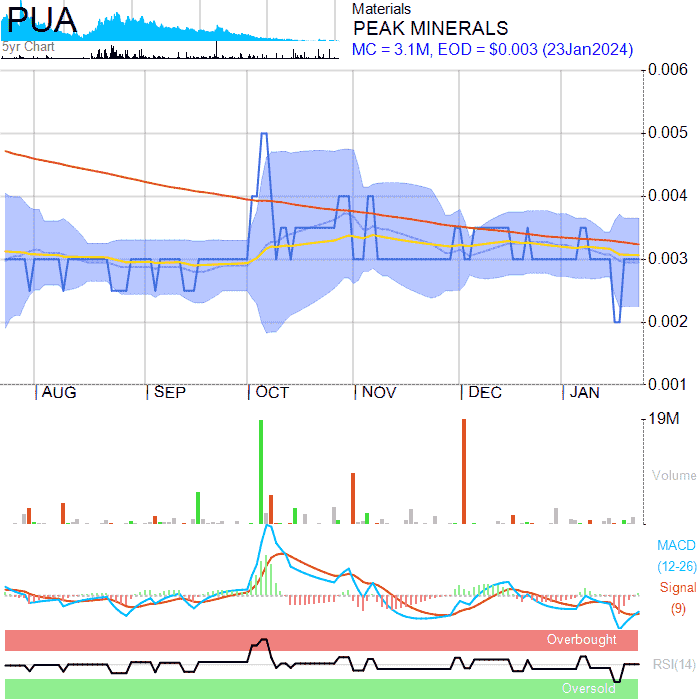 PUA
5yr Chart
Materials
PEAK MINERALS
MC = 3.1M, EOD = $0.003 (23Jan2024)
0.006
0.005
0.004
0.003
0.002
0.001
AUG SEP OCT NOV DEC JAN
19M
Volume
MACD
(12-26)
Signal
(9)
Overbought
RSI(14)
Oversold